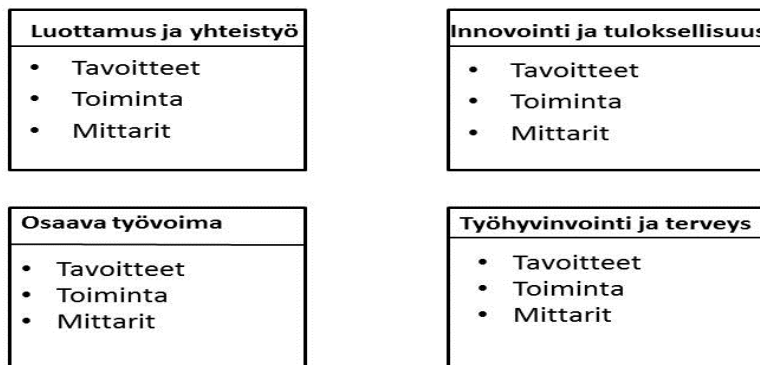 Luottamus ja yhteistyö
• Tavoitteet
• Toiminta
• Mittarit
Innovointi ja tuloksellisuus
• Tavoitteet
• Toiminta
• Mittarit
Osaava työvoima
• Tavoitteet
• Toiminta
• Mittarit
Työhyvinvointi ja terveys
• Tavoitteet
• Toiminta
• Mittarit